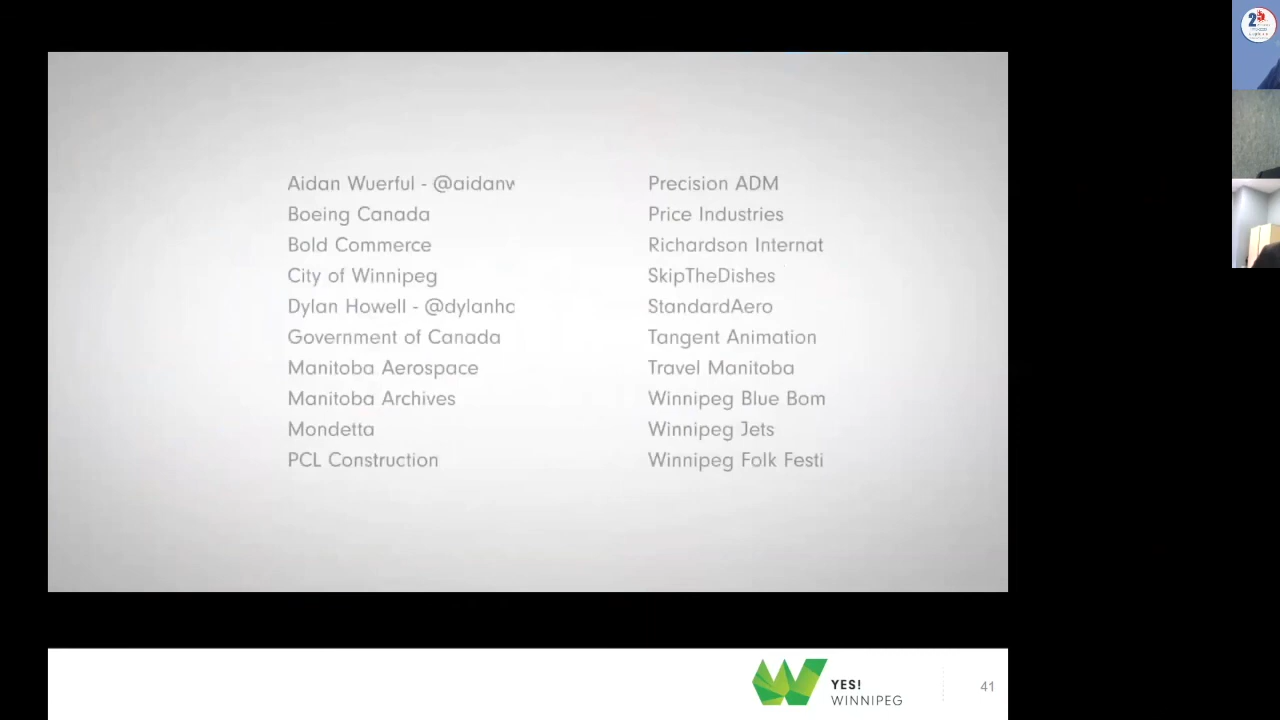 Aidan Wuerful - @aidanw
Boeing Canada
Bold Commerce
City of Winnipeg
Dylan Howell - @dylanho
Government of Canada
Manitoba Aerospace
Manitoba Archives
Mondetta
PCL Construction
Precision ADM
Price Industries
Richardson Internat
SkipTheDishes
StandardAero
Tangent Animation
Travel Manitoba
Winnipeg Blue Bom
Winnipeg Jets
Winnipeg Folk Festi
YES!
WINNIPEG
41